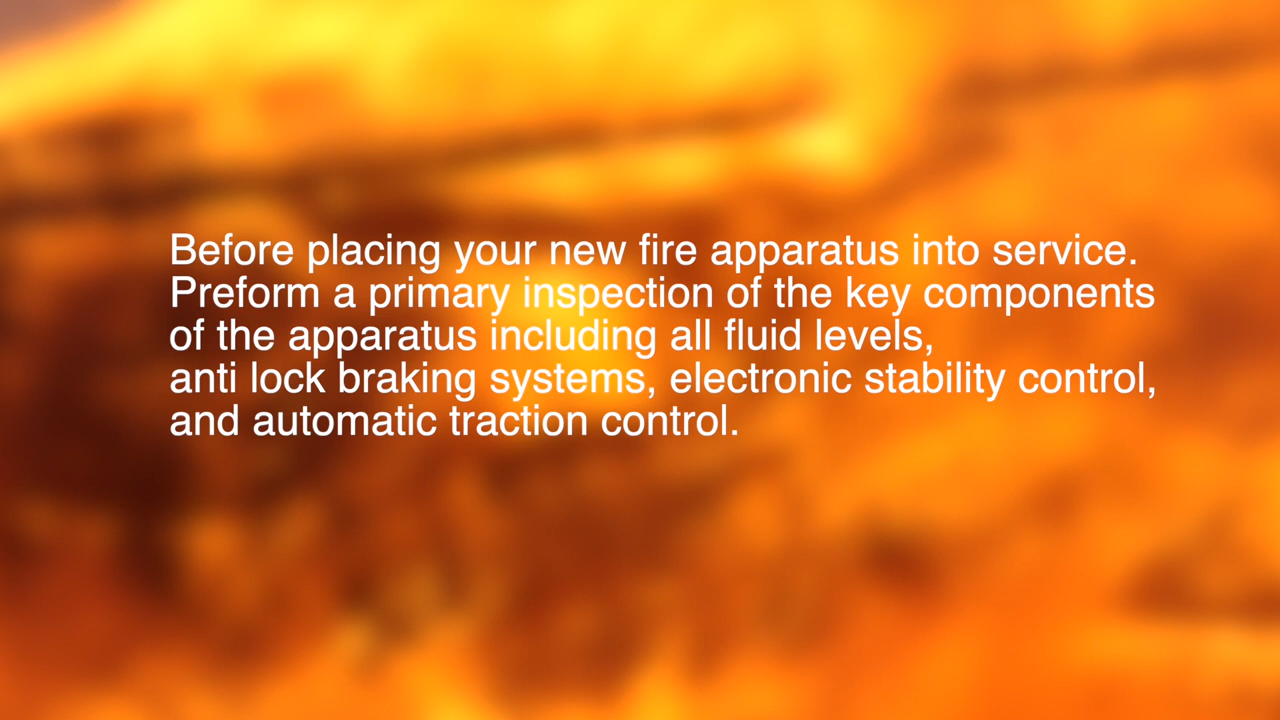 Before placing your new fire apparatus into service.
Preform a primary inspection of the key components
of the apparatus including all fluid levels,
anti lock braking systems, electronic stability control,
and automatic traction control.